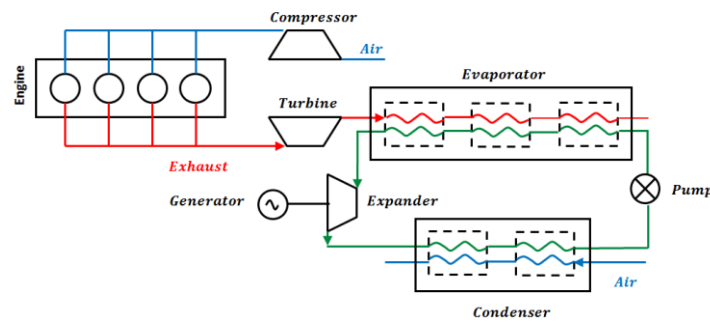 Compressor
Air
Engine
Evaporator
Turbine
Exhaust
Generator
Expander
Pump
Air
Condenser